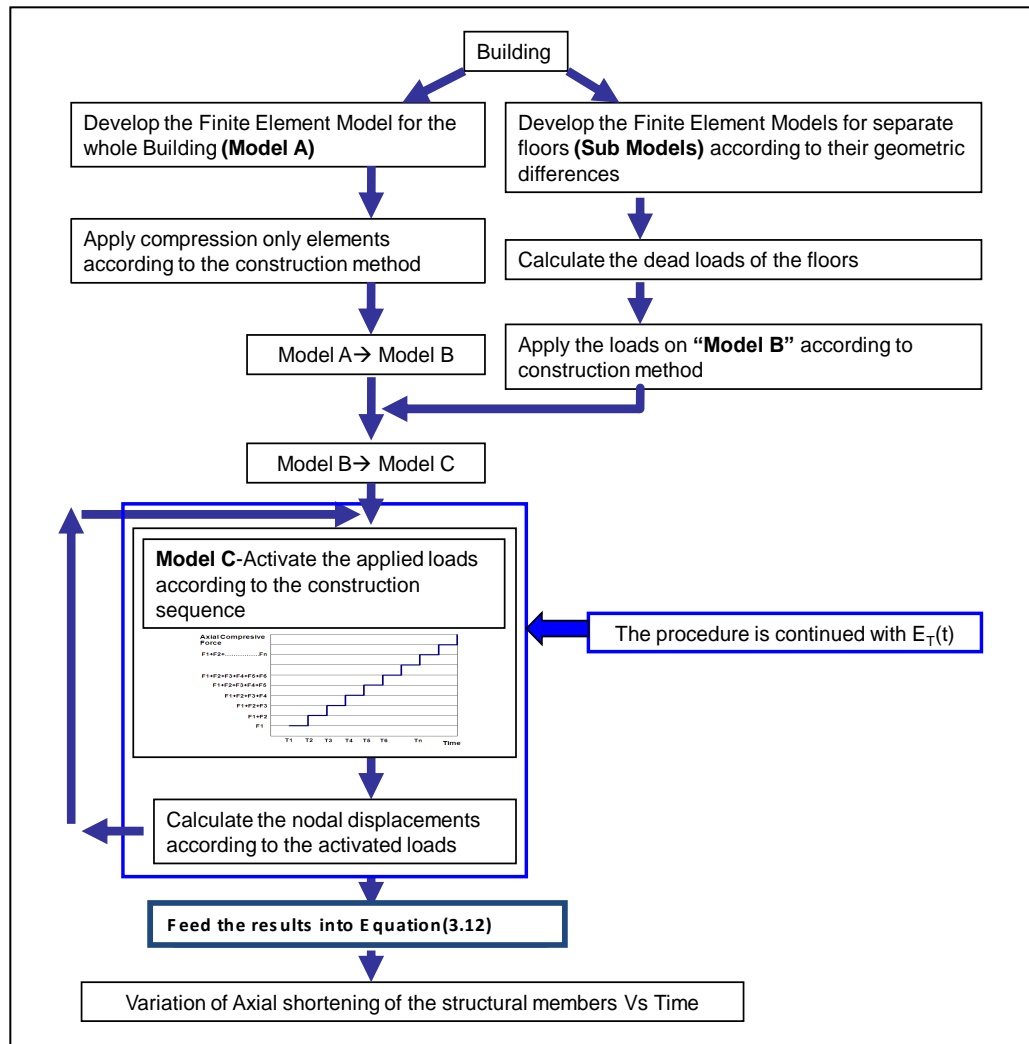 Building
Develop the Finite Element Model for the
whole Building (Model A)
Develop the Finite Element Models for separate
floors (Sub Models) according to their geometric
differences
Apply compression only elements
according to the construction method
Calculate the dead loads of the floors
Model A→ Model B
Apply the loads on “Model B” according to
construction method
Model B→ Model C
Model C-Activate the applied loads
according to the construction
sequence
Axial Compresive
Force
F1+F2+................Fn
F1+F2+F3+F4+F5+F6
F1+F2+F3+F4+F5
F1+F2+F3+F4
F1+F2+F3
F1+F2
F1
T1 T2 T3 T4 T5 T6 Tn Time
The procedure is continued with E_T(t)
Calculate the nodal displacements
according to the activated loads
Feed the results into Equation(3.12)
Variation of Axial shortening of the structural members Vs Time